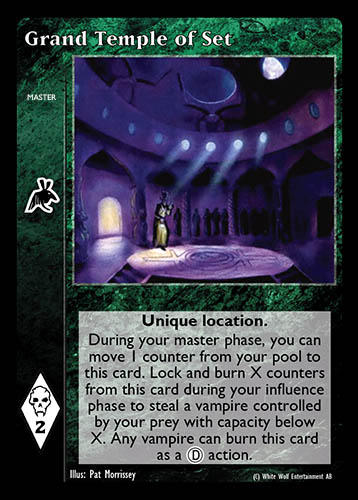 Grand Temple of Set
MASTER
Unique location.
During your master phase, you can
move 1 counter from your pool to
this card. Lock and burn X counters
from this card during your influence
phase to steal a vampire controlled
by your prey with capacity below
X. Any vampire can burn this card
as a Ⓓ action.
2
Illus: Pat Morrissey
(C) White Wolf Entertainment AB